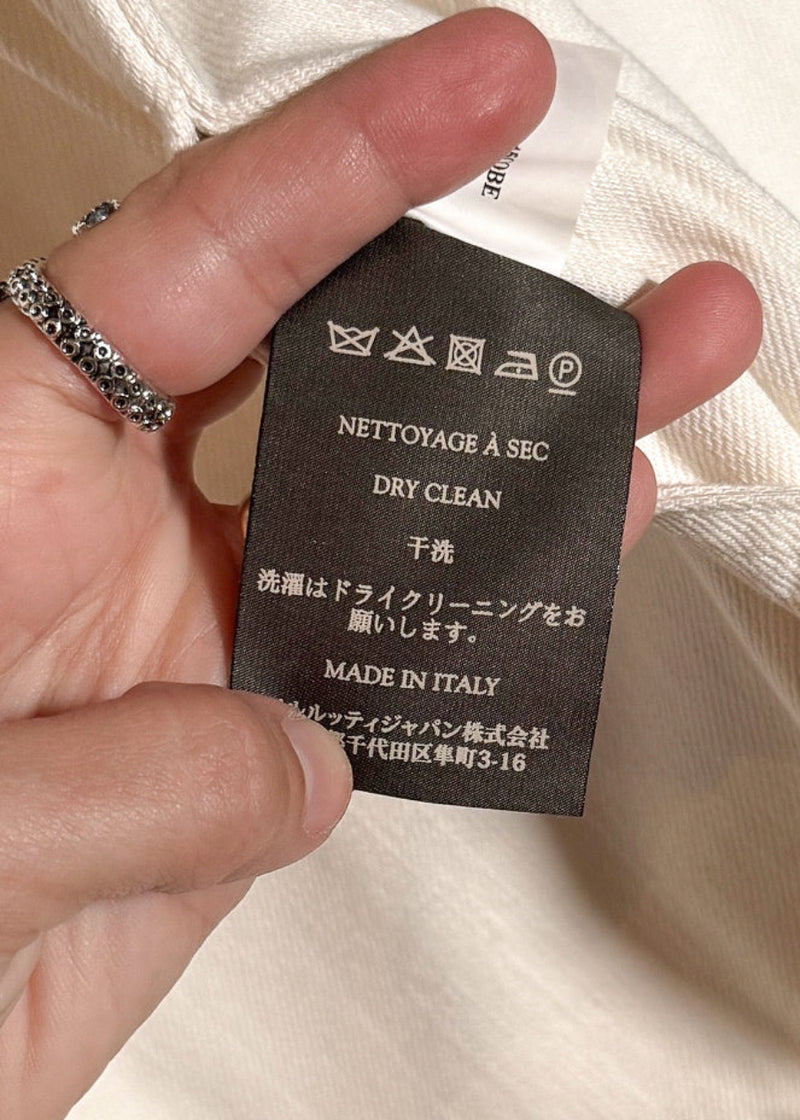 OBE
P
NETTOYAGE À SEC
DRY CLEAN
干洗
洗濯はドライクリーニングをお
願いします。
MADE IN ITALY
ルッティジャパン株式会社
千代田区隼町3-16